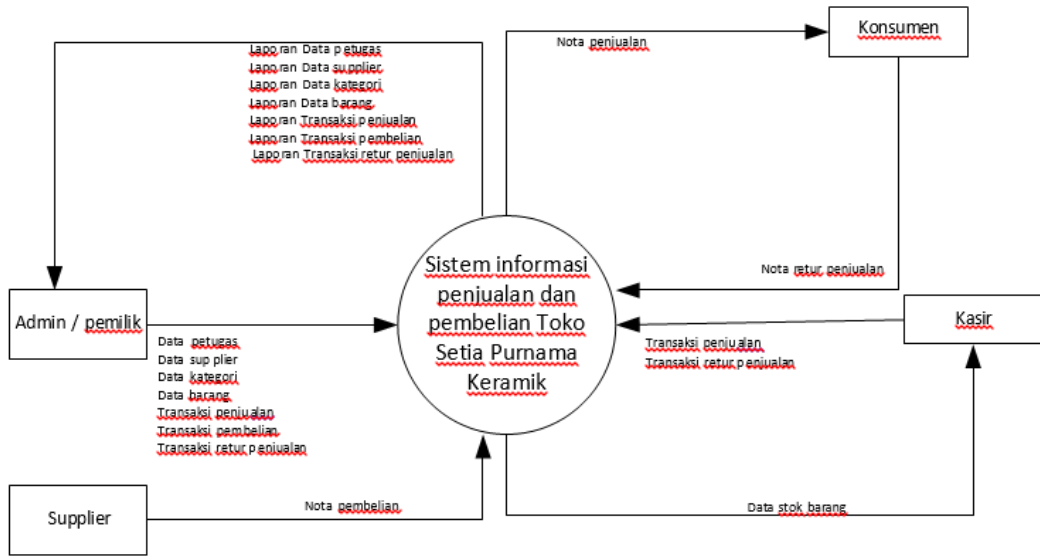 Konsumen
Nota penjualan
Laporan Data petugas
Laporan Data supplier
Laporan Data kategori
Laporan Data barang
Laporan Transaksi penjualan
Laporan Transaksi pembelian
Laporan Transaksi retur penjualan
Sistem informasi
penjualan dan
pembelian Toko
Setia Purnama
Keramik
Nota retur penjualan
Admin / pemilik
Kasir
Data petugas
Data supplier
Data kategori
Data barang
Transaksi penjualan
Transaksi pembelian
Transaksi retur penjualan
Transaksi penjualan
Transaksi retur penjualan
Supplier
Nota pembelian
Data stok barang